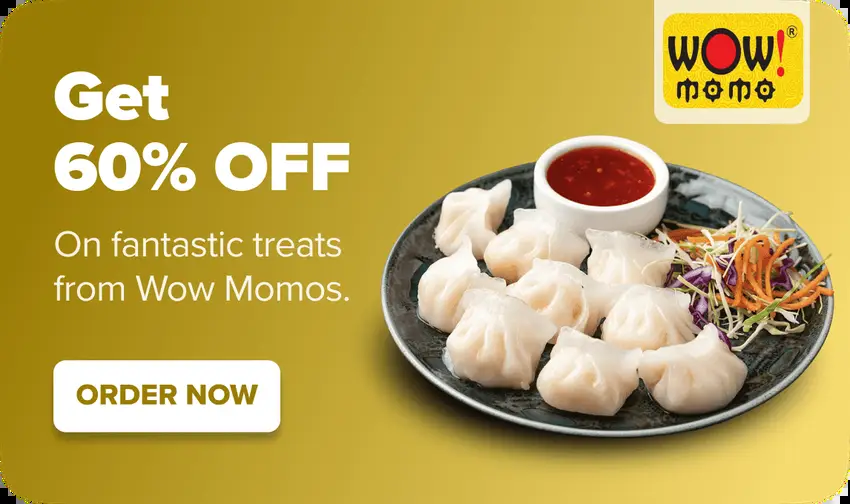 Get
60% OFF
On fantastic treats
from Wow Momos.
ORDER NOW
WOW!®
momo